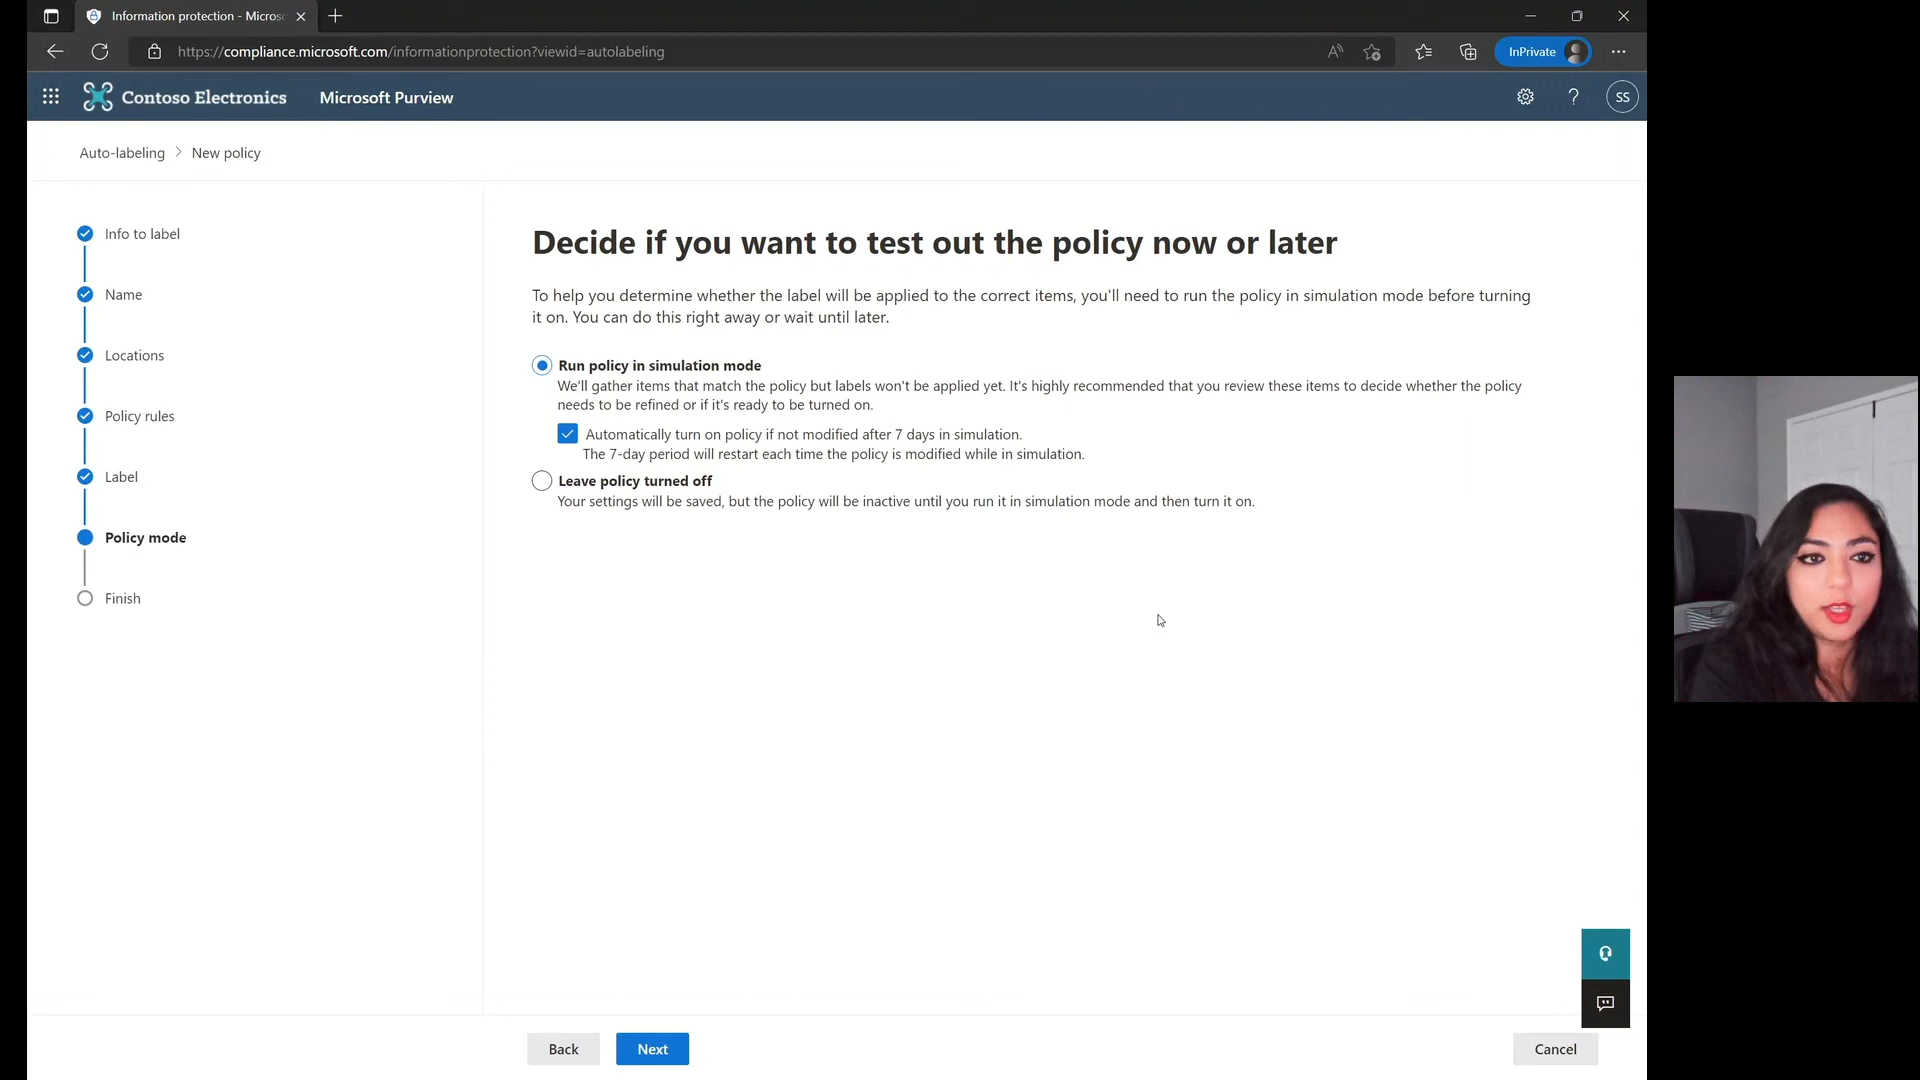 Information protection - Micros
https://compliance.microsoft.com/informationprotection?viewid=autolabeling
InPrivate
Contoso Electronics
Microsoft Purview
?
SS
Auto-labeling > New policy
Info to label
Name
Locations
Policy rules
Label
Policy mode
Finish
Decide if you want to test out the policy now or later
To help you determine whether the label will be applied to the correct items, you'll need to run the policy in simulation mode before turning
it on. You can do this right away or wait until later.
Run policy in simulation mode
We'll gather items that match the policy but labels won't be applied yet. It's highly recommended that you review these items to decide whether the policy
needs to be refined or if it's ready to be turned on.
Automatically turn on policy if not modified after 7 days in simulation.
The 7-day period will restart each time the policy is modified while in simulation.
Leave policy turned off
Your settings will be saved, but the policy will be inactive until you run it in simulation mode and then turn it on.
Back
Next
Cancel